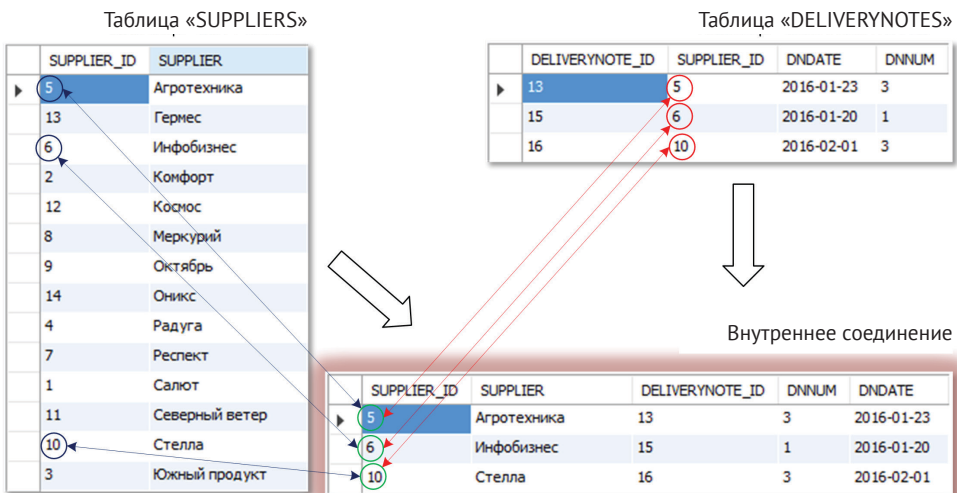 Таблица «SUPPLIERS»
SUPPLIER_ID SUPPLIER
5 Агротехника
13 Гермес
6 Инфобизнес
2 Комфорт
12 Космос
8 Меркурий
9 Октябрь
14 Оникс
4 Радуга
7 Респект
1 Салют
11 Северный ветер
10 Стелла
3 Южный продукт
Таблица «DELIVERYNOTES»
DELIVERYNOTE_ID SUPPLIER_ID DNDATE DNNUM
13 5 2016-01-23 3
15 6 2016-01-20 1
16 10 2016-02-01 3
Внутреннее соединение
SUPPLIER_ID SUPPLIER DELIVERYNOTE_ID DNNUM DNDATE
5 Агротехника 13 3 2016-01-23
6 Инфобизнес 15 1 2016-01-20
10 Стелла 16 3 2016-02-01